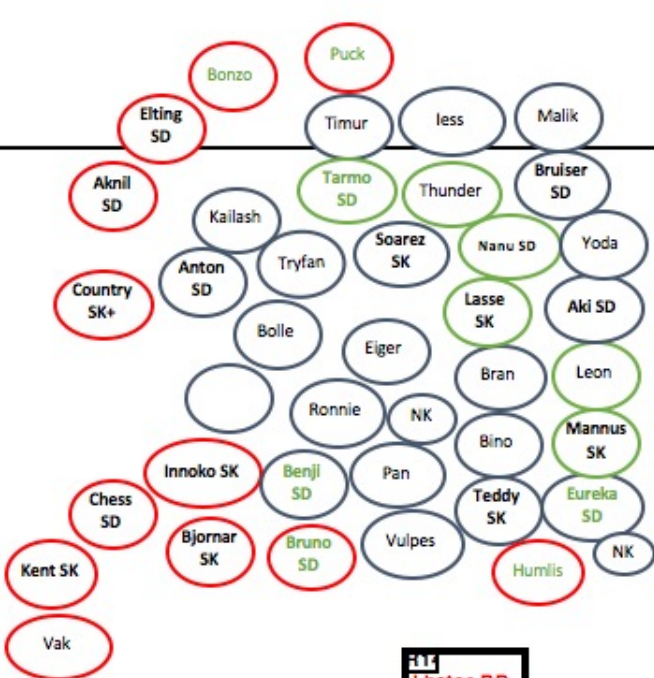 Puck
Bonzo
Elting
SD
Timur
Iess
Malik
Aknil
SD
Tarmo
SD
Thunder
Bruiser
SD
Kailash
Soarez
SK
Nanu SD
Yoda
Anton
SD
Tryfan
Country
SK+
Lasse
SK
Aki SD
Bolle
Eiger
Bran
Leon
Ronnie
NK
Bino
Mannus
SK
Innoko SK
Benji
SD
Pan
Teddy
SK
Eureka
SD
Chess
SD
Bjornar
SK
Bruno
SD
Vulpes
NK
Kent SK
Humlis
Vak